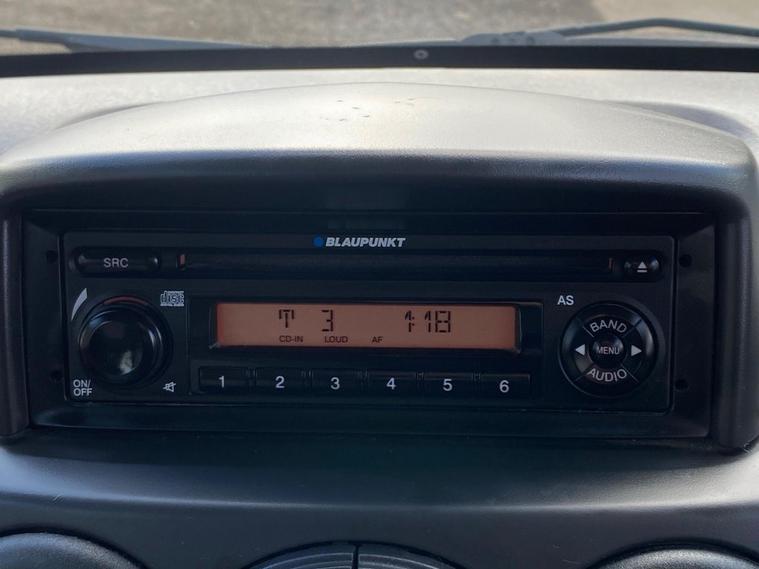 BLAUPUNKT
SRC
disc
AS
T 3 1:18
CD-IN LOUD AF
BAND
MENU
AUDIO
ON/
OFF
1 2 3 4 5 6